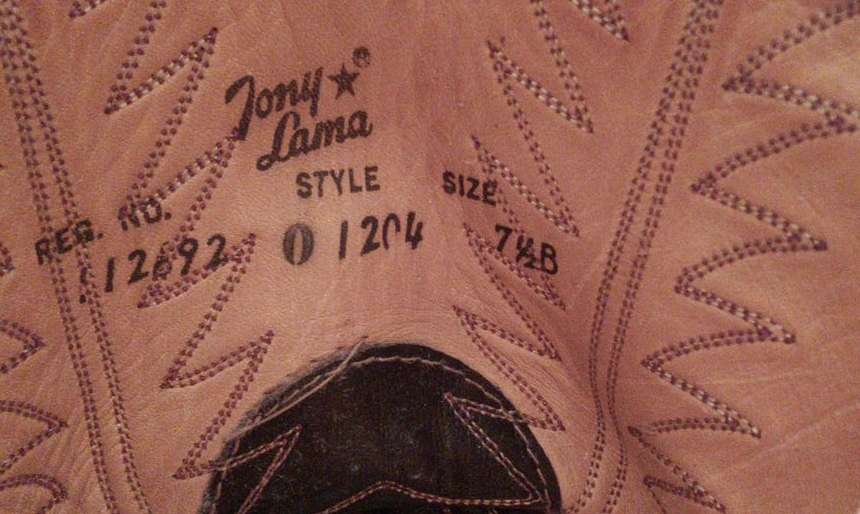 Tony
Lama
STYLE SIZE
REG. NO.
12692 0 1204 7½B